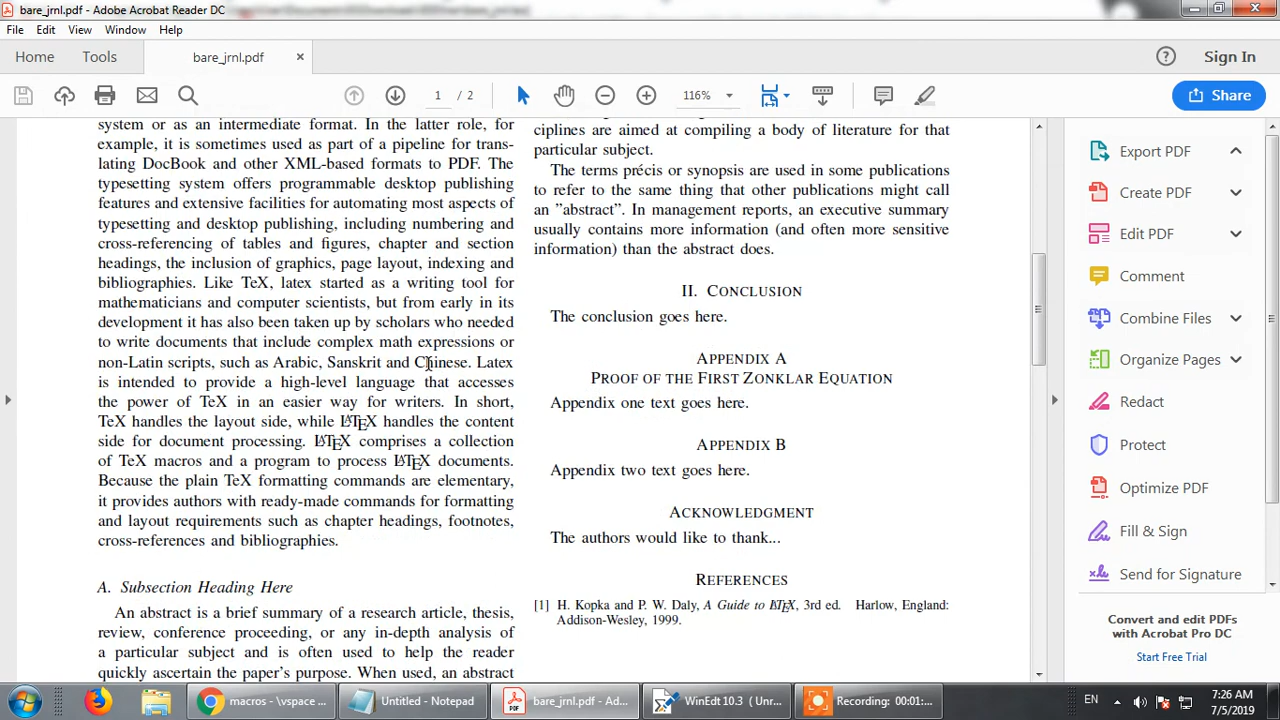 bare_jrnl.pdf - Adobe Acrobat Reader DC
File Edit View Window Help
Home Tools bare_jrnl.pdf × Sign In
1 / 2 116% Share
system or as an intermediate format. In the latter role, for
example, it is sometimes used as part of a pipeline for trans-
lating DocBook and other XML-based formats to PDF. The
typesetting system offers programmable desktop publishing
features and extensive facilities for automating most aspects of
typesetting and desktop publishing, including numbering and
cross-referencing of tables and figures, chapter and section
headings, the inclusion of graphics, page layout, indexing and
bibliographies. Like TeX, latex started as a writing tool for
mathematicians and computer scientists, but from early in its
development it has also been taken up by scholars who needed
to write documents that include complex math expressions or
non-Latin scripts, such as Arabic, Sanskrit and Chinese. Latex
is intended to provide a high-level language that accesses
the power of TeX in an easier way for writers. In short,
TeX handles the layout side, while LATEX handles the content
side for document processing. LATEX comprises a collection
of TeX macros and a program to process LATEX documents.
Because the plain TeX formatting commands are elementary,
it provides authors with ready-made commands for formatting
and layout requirements such as chapter headings, footnotes,
cross-references and bibliographies.
A. Subsection Heading Here
An abstract is a brief summary of a research article, thesis,
review, conference proceeding, or any in-depth analysis of
a particular subject and is often used to help the reader
quickly ascertain the paper's purpose. When used, an abstract
ciplines are aimed at compiling a body of literature for that
particular subject.
The terms précis or synopsis are used in some publications
to refer to the same thing that other publications might call
an ”abstract”. In management reports, an executive summary
usually contains more information (and often more sensitive
information) than the abstract does.
II. CONCLUSION
The conclusion goes here.
APPENDIX A
PROOF OF THE FIRST ZONKLAR EQUATION
Appendix one text goes here.
APPENDIX B
Appendix two text goes here.
ACKNOWLEDGMENT
The authors would like to thank...
REFERENCES
[1] H. Kopka and P. W. Daly, A Guide to LATEX, 3rd ed. Harlow, England:
Addison-Wesley, 1999.
Export PDF
Create PDF
Edit PDF
Comment
Combine Files
Organize Pages
Redact
Protect
Optimize PDF
Fill & Sign
Send for Signature
Convert and edit PDFs
with Acrobat Pro DC
Start Free Trial
macros - \vspace ...
Untitled - Notepad
bare_jrnl.pdf - Ad...
WinEdt 10.3 ( Unr...
Recording: 00:01:...
EN
7:26 AM
7/5/2019